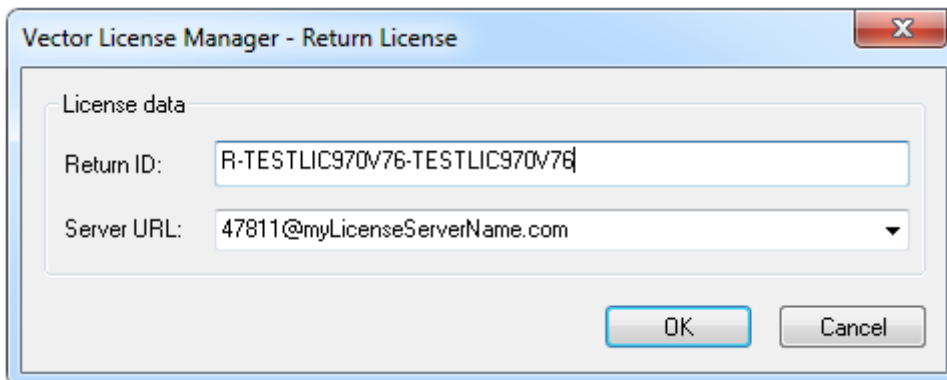 Vector License Manager - Return License
License data
Return ID: R-TESTLIC970V76-TESTLIC970V76
Server URL: 47811@myLicenseServerName.com
OK Cancel